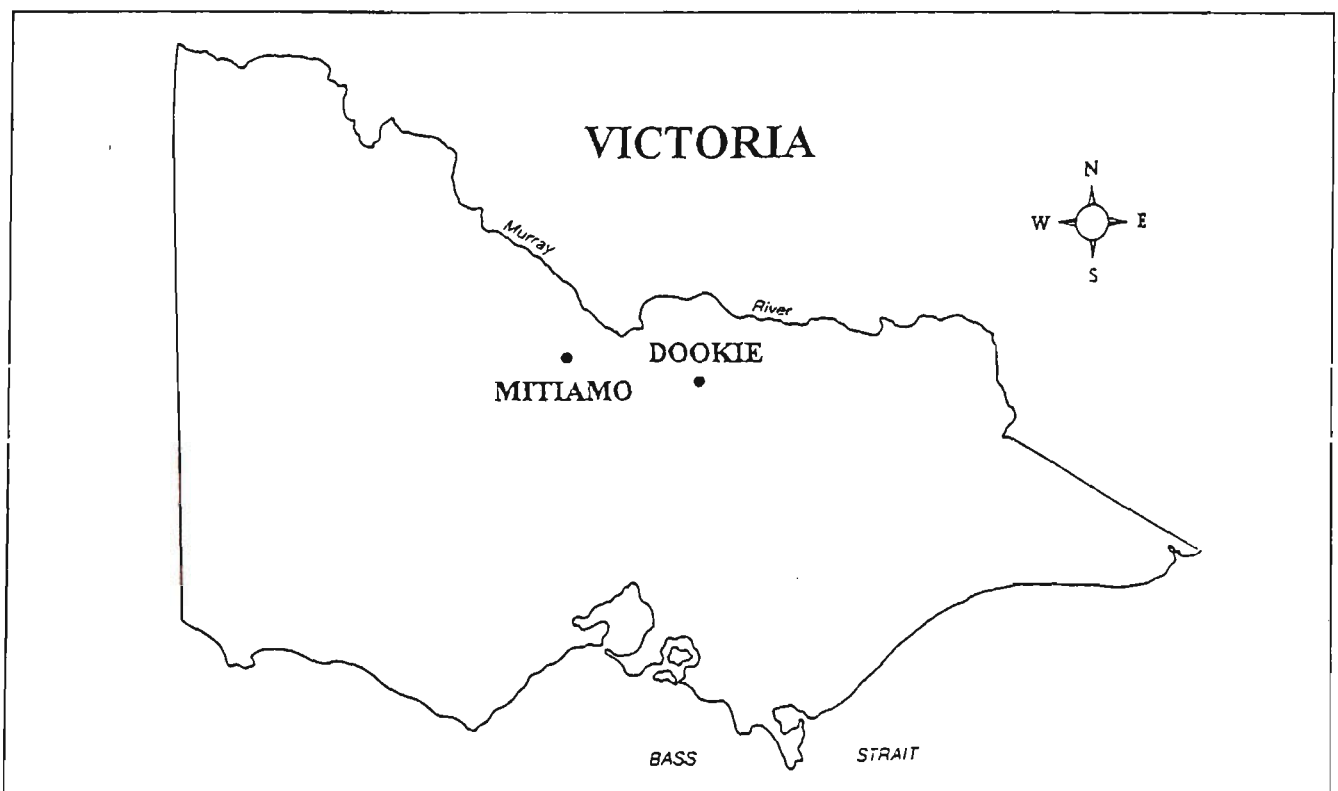 VICTORIA
N
W E
S
Murray
River
DOOKIE
MITIAMO
BASS STRAIT